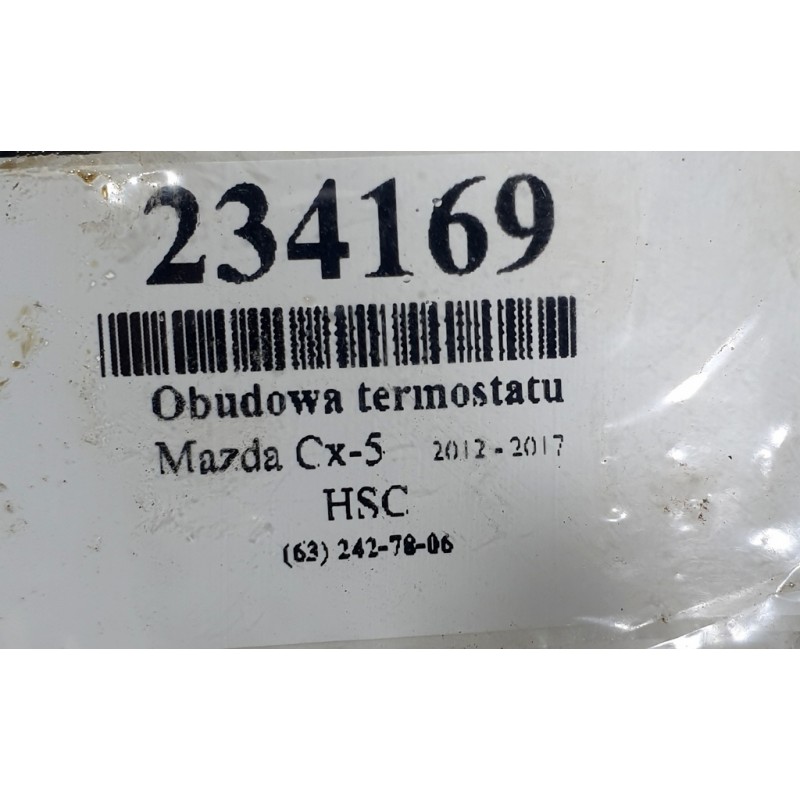 234169
Obudowa termostatu
Mazda Cx-5 2012 - 2017
HSC
(63) 242-78-06